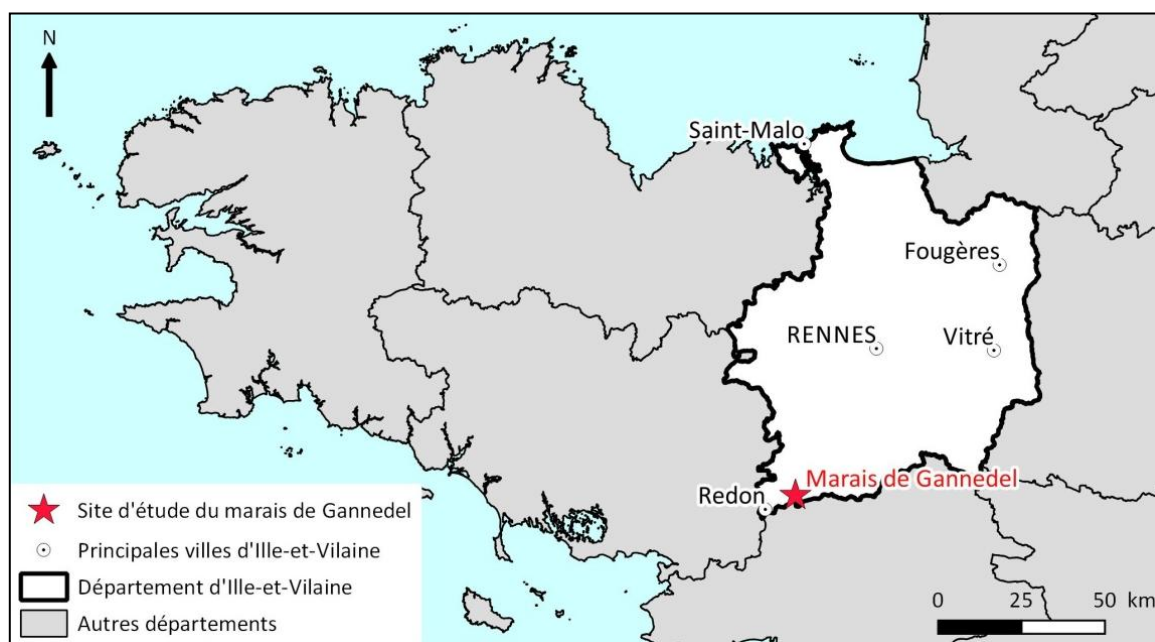 N
Saint-Malo
Fougères
RENNES
Vitré
Marais de Gannedel
Redon
Site d'étude du marais de Gannedel
Principales villes d'Ille-et-Vilaine
Département d'Ille-et-Vilaine
Autres départements
0 25 50 km